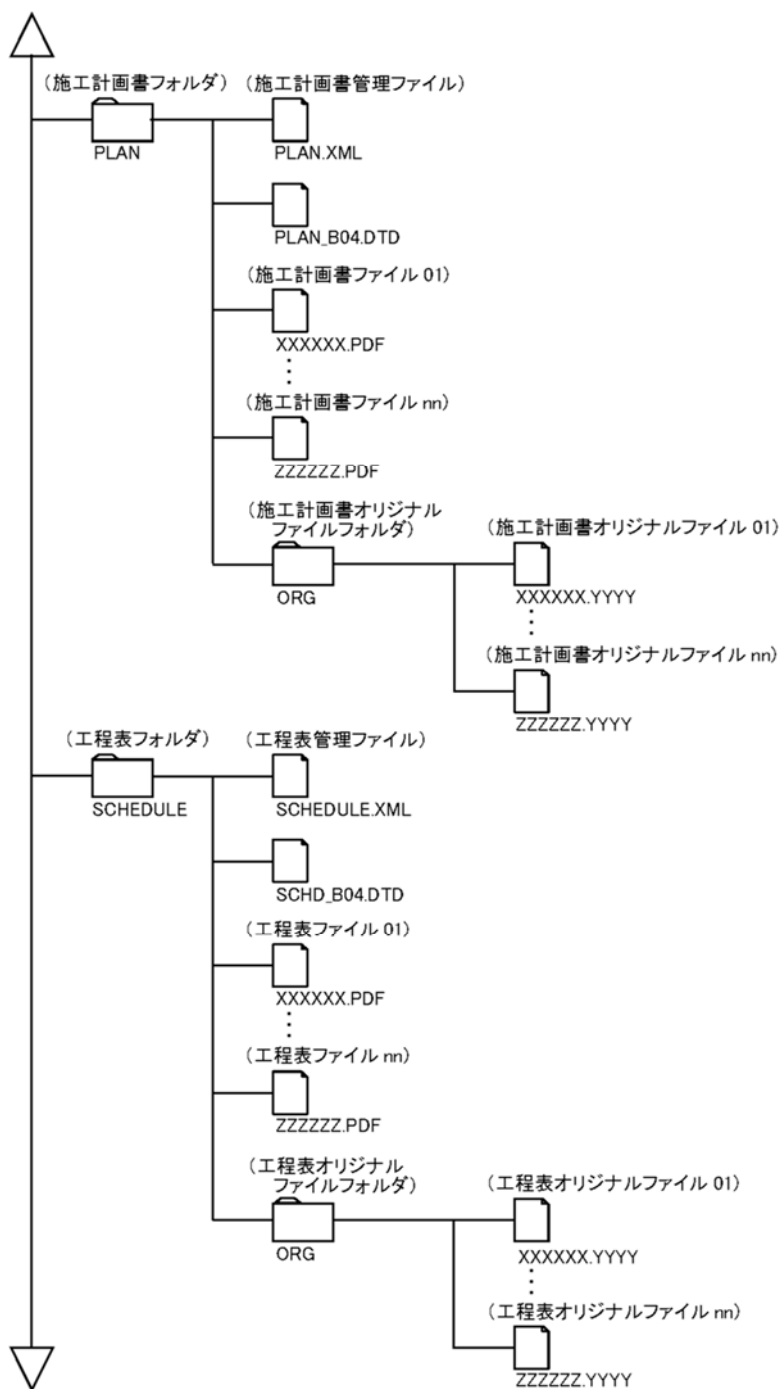 （施工計画書フォルダ）
（施工計画書管理ファイル）
PLAN
PLAN.XML
PLAN_B04.DTD
（施工計画書ファイル 01）
XXXXXX.PDF
（施工計画書ファイル nn）
ZZZZZZ.PDF
（施工計画書オリジナル
ファイルフォルダ）
ORG
（施工計画書オリジナルファイル 01）
XXXXXX.YYYY
（施工計画書オリジナルファイル nn）
ZZZZZZ.YYYY
（工程表フォルダ）
（工程表管理ファイル）
SCHEDULE
SCHEDULE.XML
SCHD_B04.DTD
（工程表ファイル 01）
XXXXXX.PDF
（工程表ファイル nn）
ZZZZZZ.PDF
（工程表オリジナル
ファイルフォルダ）
ORG
（工程表オリジナルファイル 01）
XXXXXX.YYYY
（工程表オリジナルファイル nn）
ZZZZZZ.YYYY